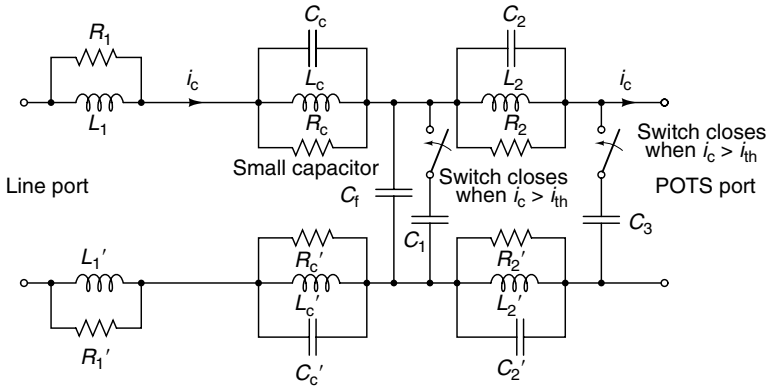 Cc
C2
R1
ic
Lc
L2
ic
L1
Rc
R2
Switch closes
when ic > ith
Small capacitor
Switch closes
when ic > ith
Line port
Cf
POTS port
C1
C3
L1′
Rc′
R2′
Lc′
L2′
R1′
Cc′
C2′